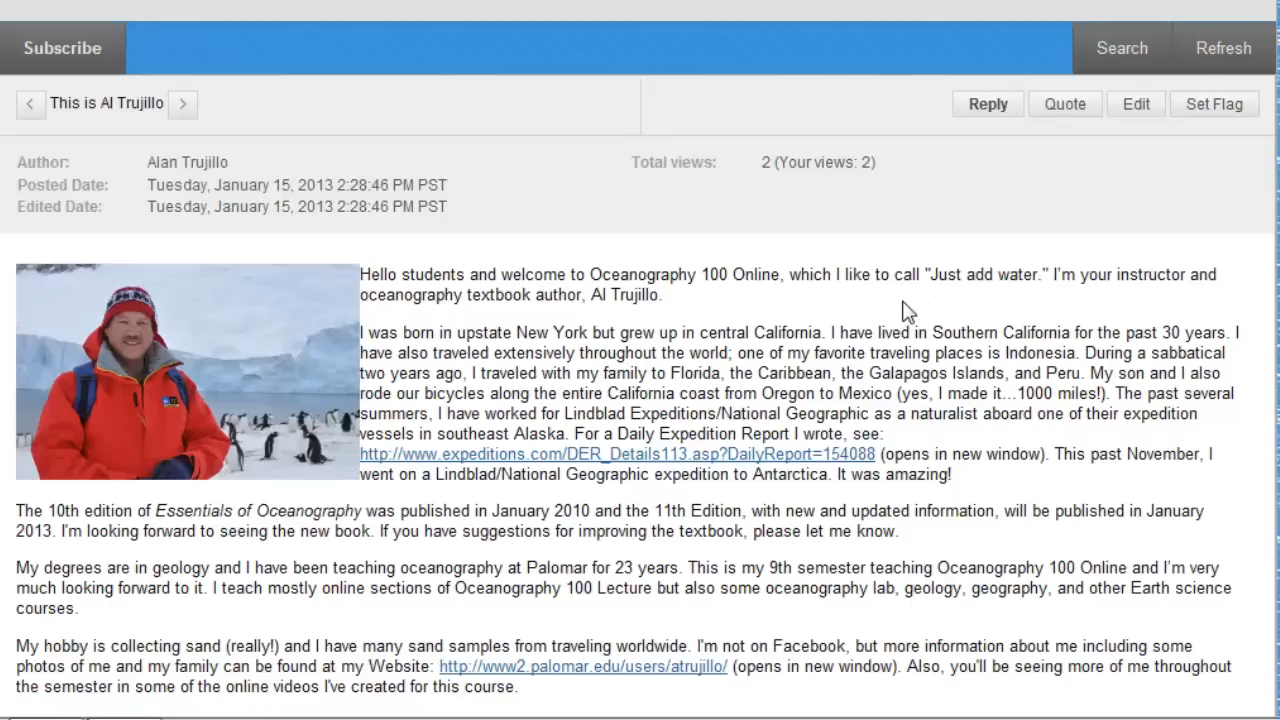 Subscribe Search Refresh
This is Al Trujillo Reply Quote Edit Set Flag
Author: Alan Trujillo Total views: 2 (Your views: 2)
Posted Date: Tuesday, January 15, 2013 2:28:46 PM PST
Edited Date: Tuesday, January 15, 2013 2:28:46 PM PST
Hello students and welcome to Oceanography 100 Online, which I like to call "Just add water." I'm your instructor and
oceanography textbook author, Al Trujillo.
I was born in upstate New York but grew up in central California. I have lived in Southern California for the past 30 years. I
have also traveled extensively throughout the world; one of my favorite traveling places is Indonesia. During a sabbatical
two years ago, I traveled with my family to Florida, the Caribbean, the Galapagos Islands, and Peru. My son and I also
rode our bicycles along the entire California coast from Oregon to Mexico (yes, I made it...1000 miles!). The past several
summers, I have worked for Lindblad Expeditions/National Geographic as a naturalist aboard one of their expedition
vessels in southeast Alaska. For a Daily Expedition Report I wrote, see:
http://www.expeditions.com/DER_Details113.asp?DailyReport=154088 (opens in new window). This past November, I
went on a Lindblad/National Geographic expedition to Antarctica. It was amazing!
The 10th edition of Essentials of Oceanography was published in January 2010 and the 11th Edition, with new and updated information, will be published in January
2013. I'm looking forward to seeing the new book. If you have suggestions for improving the textbook, please let me know.
My degrees are in geology and I have been teaching oceanography at Palomar for 23 years. This is my 9th semester teaching Oceanography 100 Online and I'm very
much looking forward to it. I teach mostly online sections of Oceanography 100 Lecture but also some oceanography lab, geology, geography, and other Earth science
courses.
My hobby is collecting sand (really!) and I have many sand samples from traveling worldwide. I'm not on Facebook, but more information about me including some
photos of me and my family can be found at my Website: http://www2.palomar.edu/users/atrujillo/ (opens in new window). Also, you'll be seeing more of me throughout
the semester in some of the online videos I've created for this course.